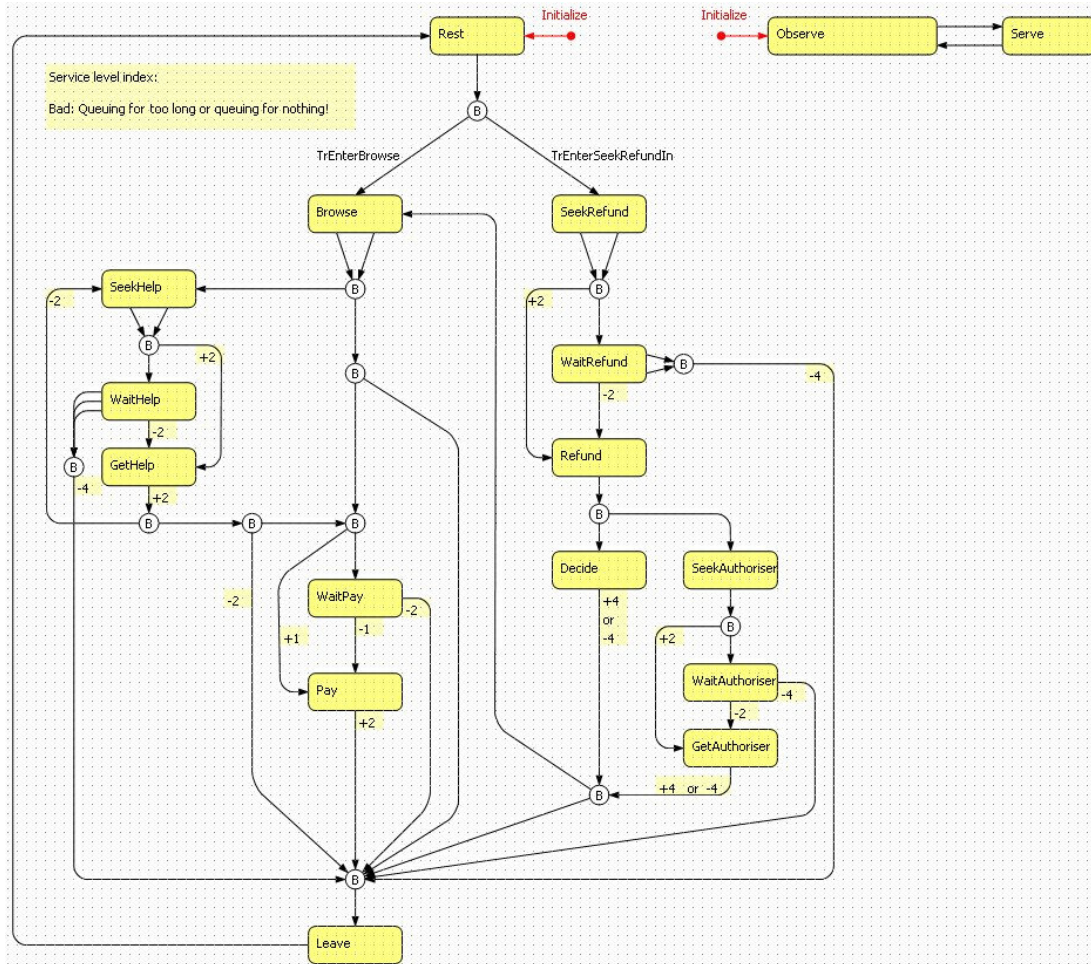 Initialize
Initialize
Rest
Observe
Serve
Service level index:
Bad: Queuing for too long or queuing for nothing!
B
TrEnterBrowse
TrEnterSeekRefundIn
Browse
SeekRefund
SeekHelp
B
B
-2
+2
B
+2
WaitRefund
B
WaitHelp
-2
-4
B
-2
GetHelp
Refund
B
-4
+2
B
B
B
B
Decide
SeekAuthoriser
WaitPay
-2
-2
+4
or
-4
-1
+1
+2
B
WaitAuthoriser
Pay
-4
-2
+2
GetAuthoriser
B
+4 or -4
B
Leave